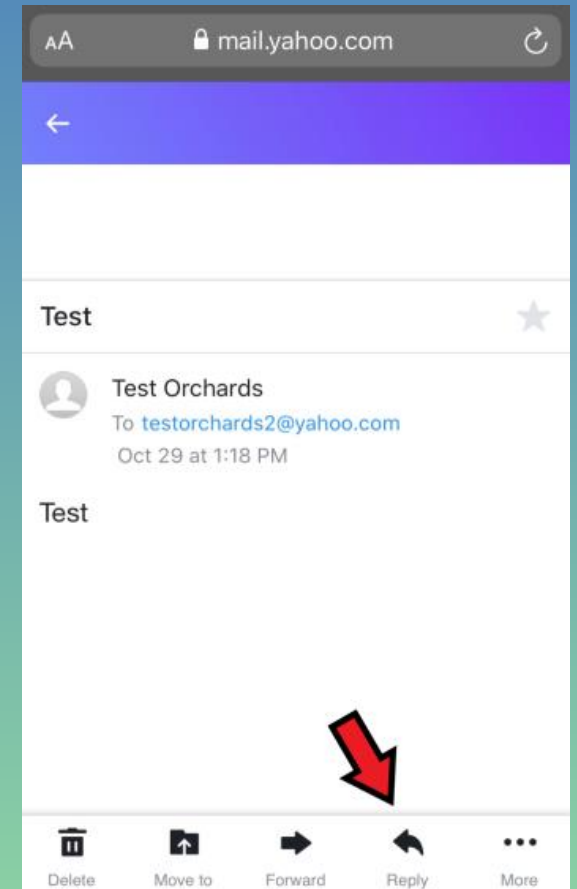 AA mail.yahoo.com
Test
Test Orchards
To testorchards2@yahoo.com
Oct 29 at 1:18 PM
Test
Delete Move to Forward Reply More